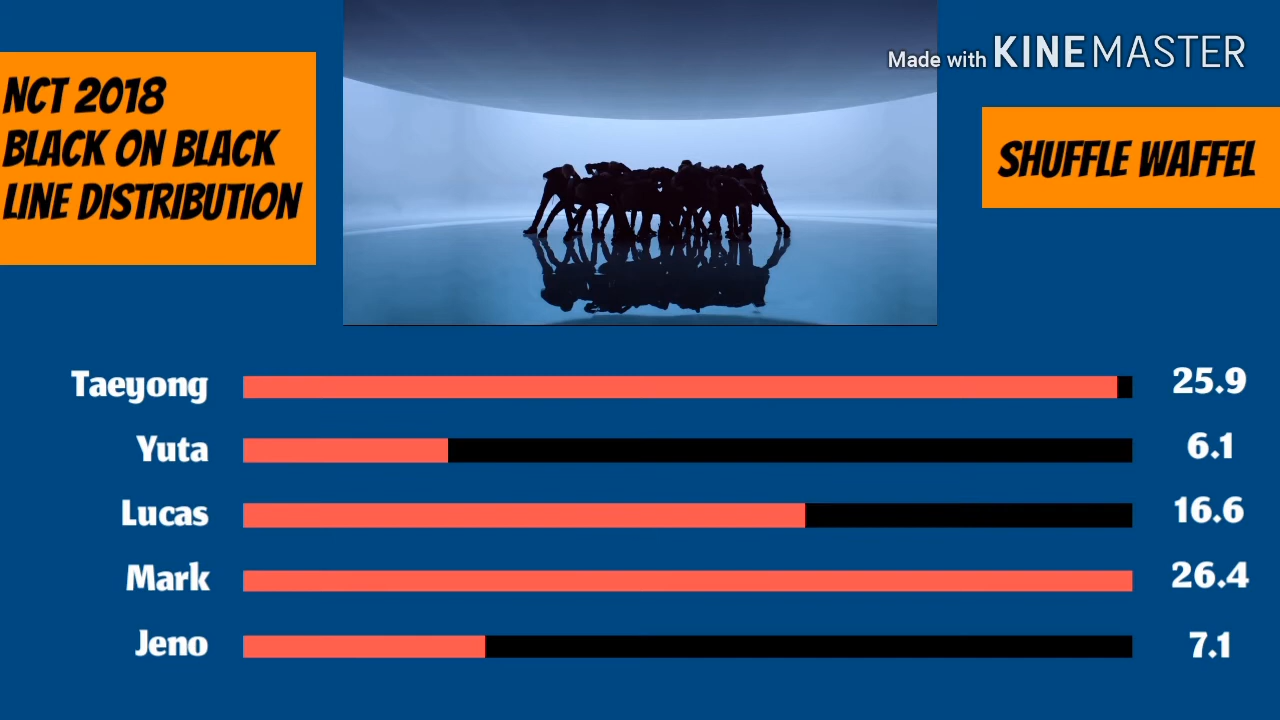 NCT 2018
BLACK ON BLACK
LINE DISTRIBUTION
Made with KINEMASTER
SHUFFLE WAFFEL
Taeyong 25.9
Yuta 6.1
Lucas 16.6
Mark 26.4
Jeno 7.1